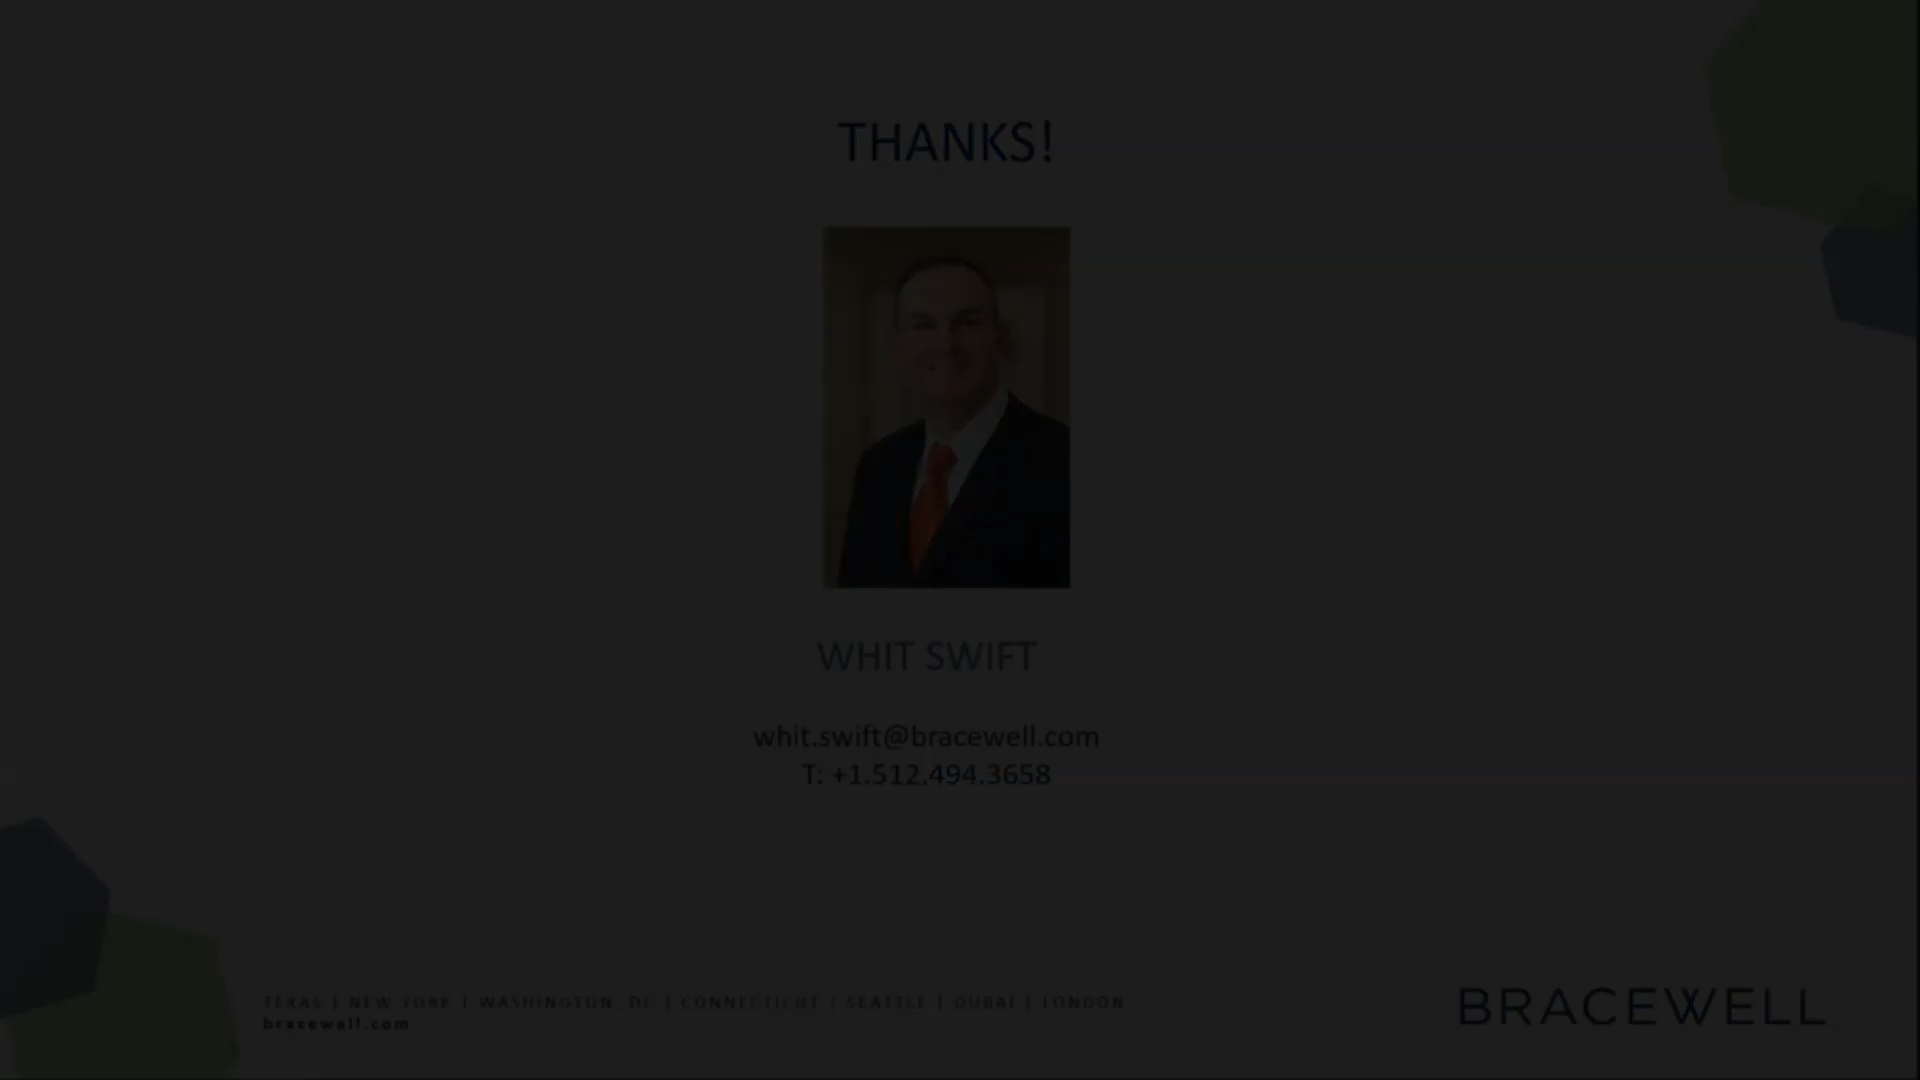 THANKS!
WHIT SWIFT
whit.swift@bracewell.com
T: +1.512.494.3658
TEXAS | NEW YORK | WASHINGTON, DC | CONNECTICUT | SEATTLE | DUBAI | LONDON
bracewell.com
BRACEWELL